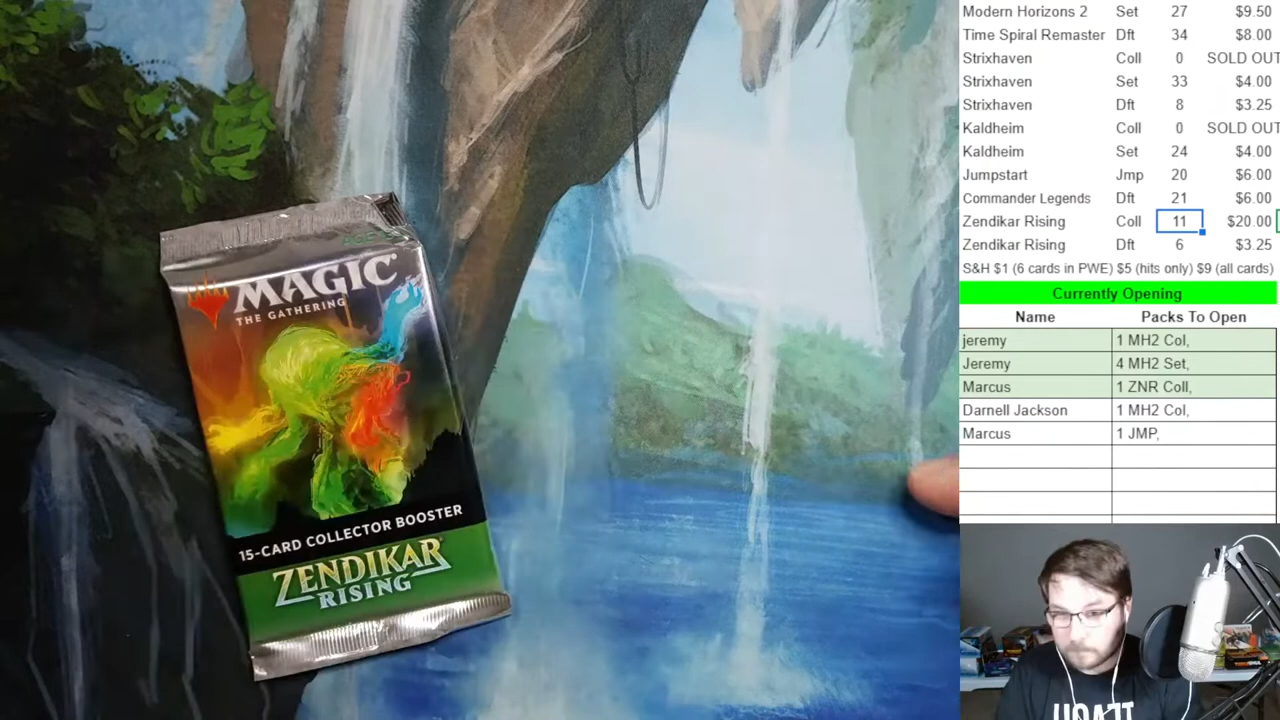 Modern Horizons 2 Set 27 $9.50
Time Spiral Remaster Dft 34 $8.00
Strixhaven Coll 0 SOLD OUT
Strixhaven Set 33 $4.00
Strixhaven Dft 8 $3.25
Kaldheim Coll 0 SOLD OUT
Kaldheim Set 24 $4.00
Jumpstart Jmp 20 $6.00
Commander Legends Dft 21 $6.00
Zendikar Rising Coll 11 $20.00
Zendikar Rising Dft 6 $3.25
S&H $1 (6 cards in PWE) $5 (hits only) $9 (all cards)
Currently Opening
Name Packs To Open
jeremy 1 MH2 Col,
Jeremy 4 MH2 Set,
Marcus 1 ZNR Coll,
Darnell Jackson 1 MH2 Col,
Marcus 1 JMP,
MAGIC
THE GATHERING
15-CARD COLLECTOR BOOSTER
ZENDIKAR
RISING